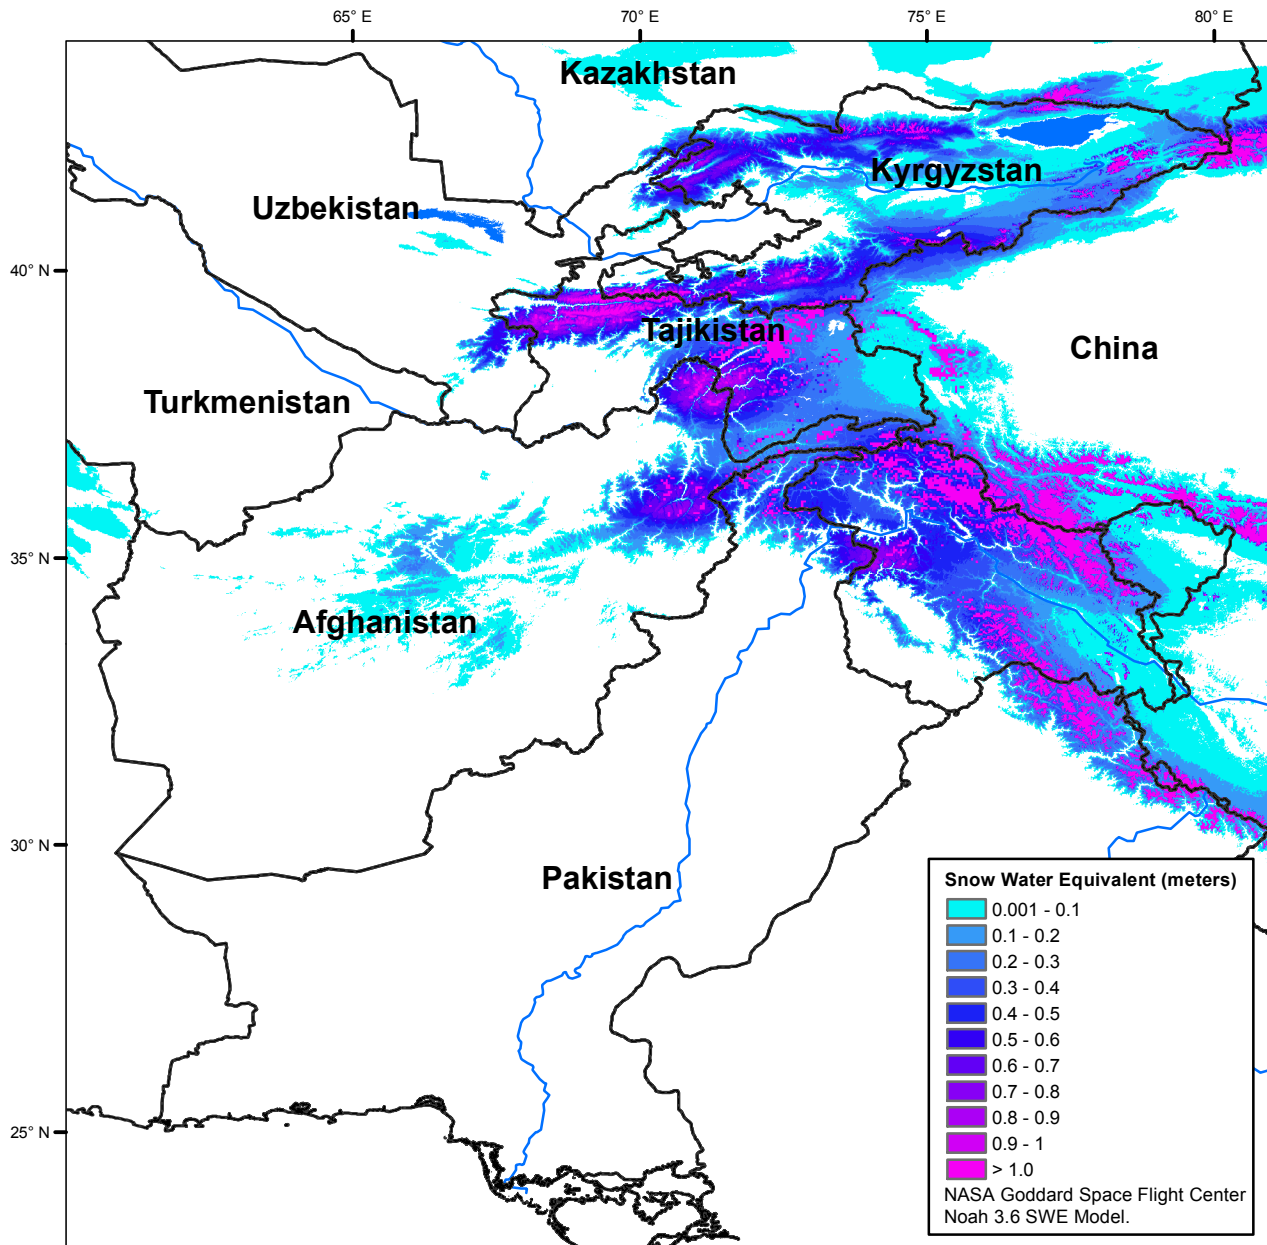 65° E
70° E
75° E
80° E
Kazakhstan
Kyrgyzstan
Uzbekistan
40° N
Tajikistan
China
Turkmenistan
35° N
Afghanistan
30° N
Pakistan
25° N
Snow Water Equivalent (meters)
0.001 - 0.1
0.1 - 0.2
0.2 - 0.3
0.3 - 0.4
0.4 - 0.5
0.5 - 0.6
0.6 - 0.7
0.7 - 0.8
0.8 - 0.9
0.9 - 1
> 1.0
NASA Goddard Space Flight Center
Noah 3.6 SWE Model.